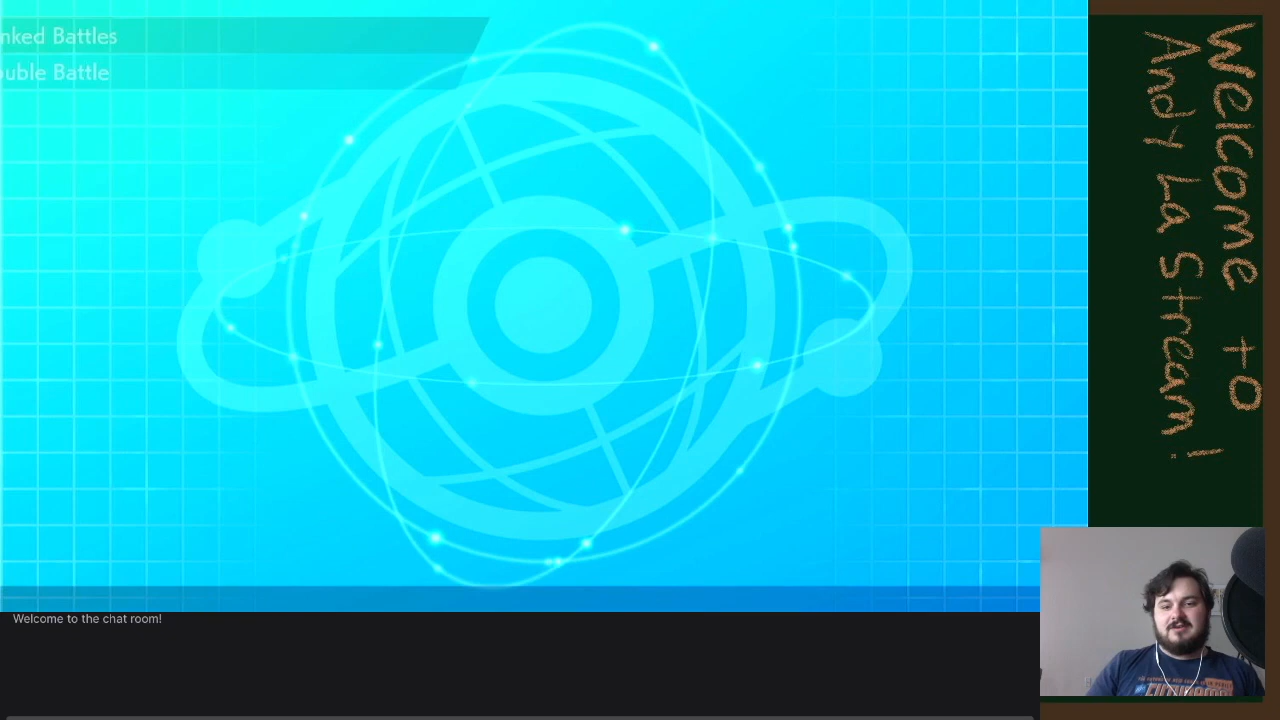 nked Battles
ouble Battle
Welcome to
Andy La Stream!
Welcome to the chat room!